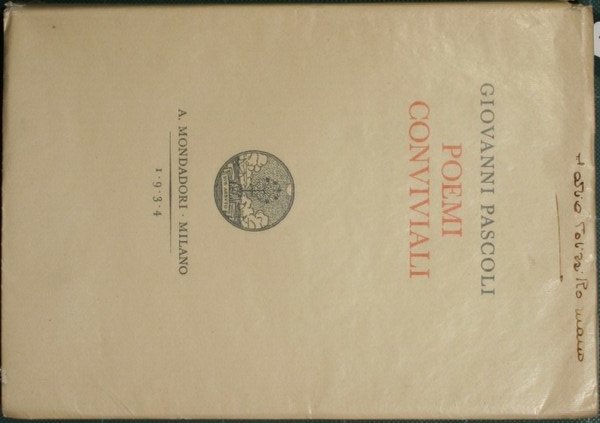 GIOVANNI PASCOLI
POEMI
CONVIVIALI
A. MONDADORI · MILANO
1·9·3·4